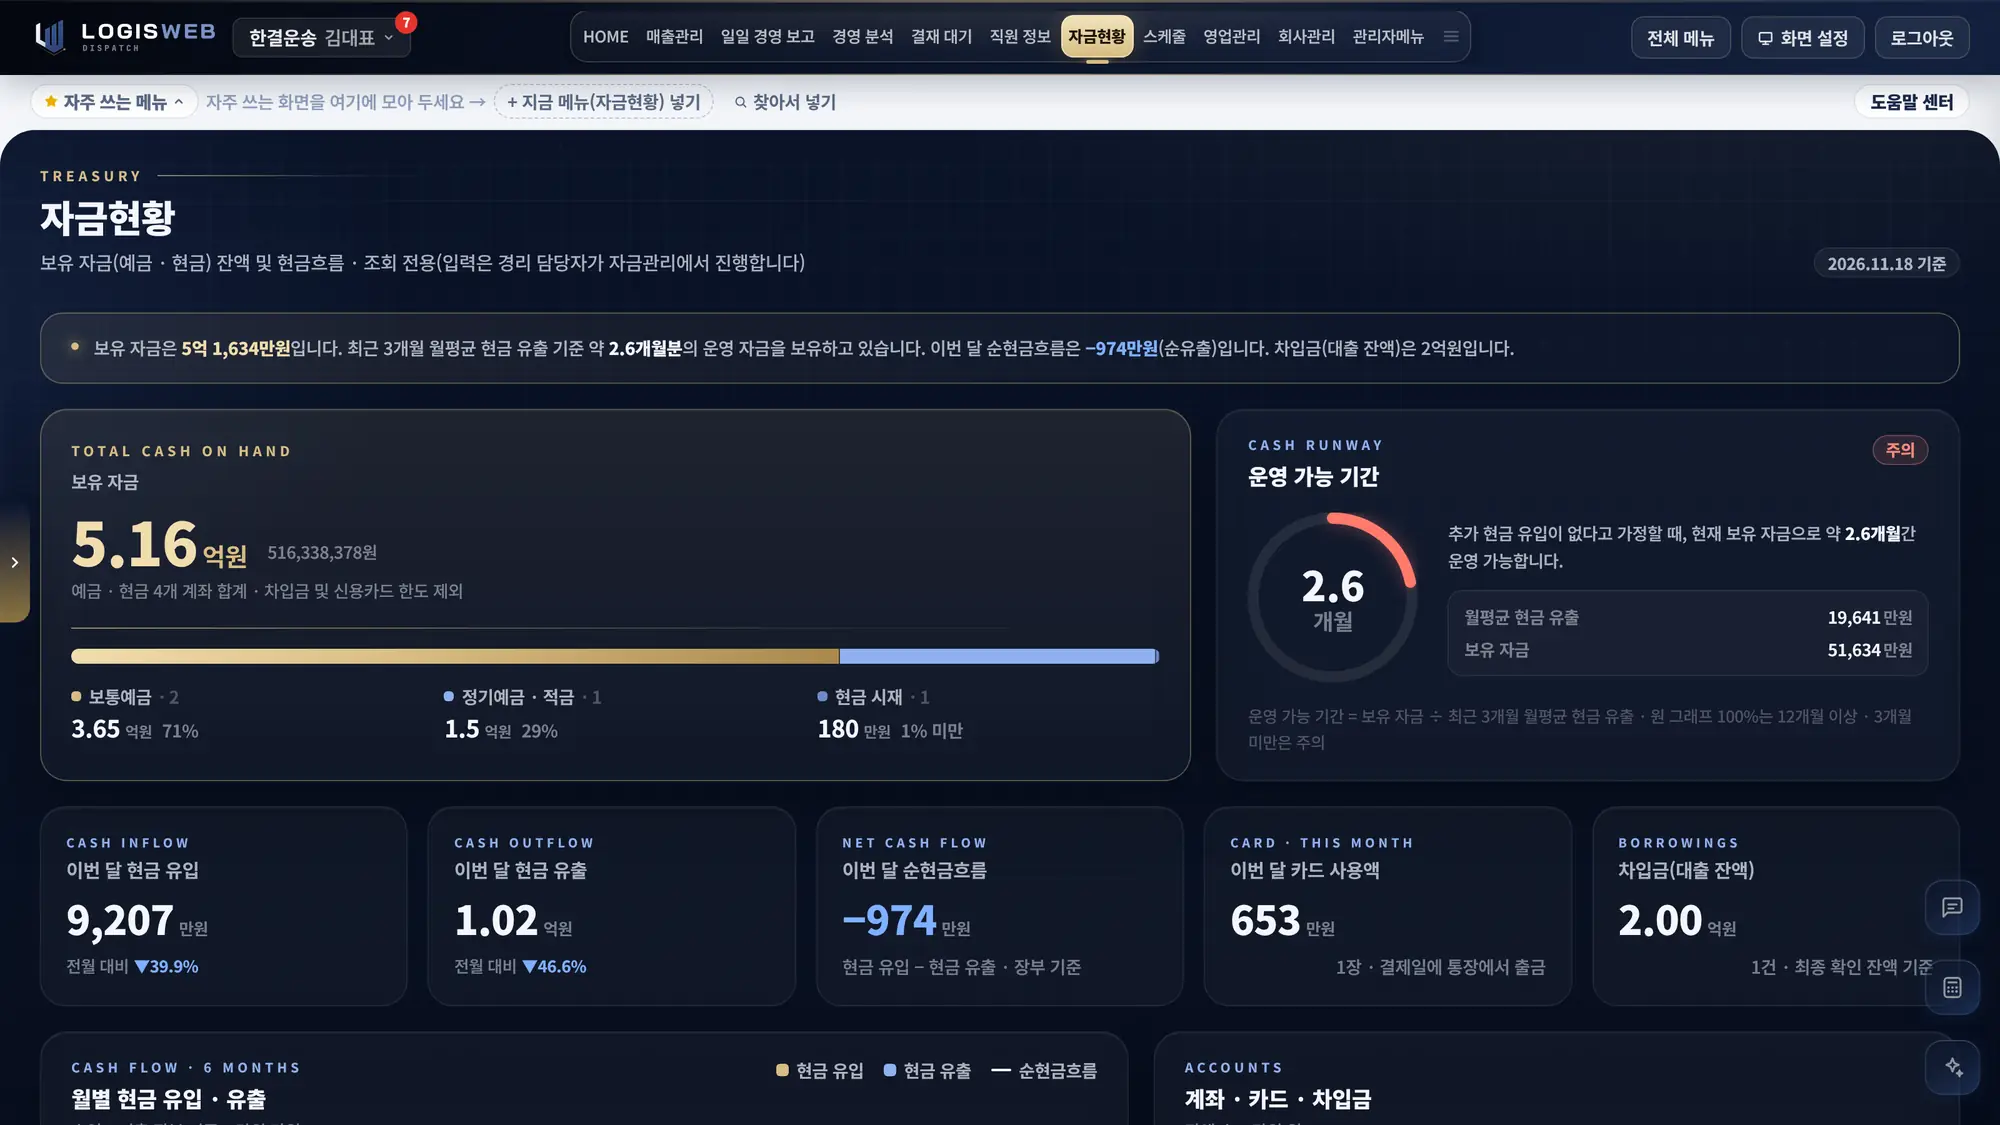 LOGISWEB
DISPATCH
한결운송 김대표
7
HOME 매출관리 일일 경영 보고 경영 분석 결재 대기 직원 정보 자금현황 스케줄 영업관리 회사관리 관리자메뉴
전체 메뉴
화면 설정
로그아웃
자주 쓰는 메뉴
자주 쓰는 화면을 여기에 모아 두세요 →
+ 지금 메뉴(자금현황) 넣기
찾아서 넣기
도움말 센터
TREASURY
자금현황
보유 자금(예금 · 현금) 잔액 및 현금흐름 · 조회 전용(입력은 경리 담당자가 자금관리에서 진행합니다)
2026.11.18 기준
보유 자금은 5억 1,634만원입니다. 최근 3개월 월평균 현금 유출 기준 약 2.6개월분의 운영 자금을 보유하고 있습니다. 이번 달 순현금흐름은 −974만원(순유출)입니다. 차입금(대출 잔액)은 2억원입니다.
TOTAL CASH ON HAND
보유 자금
5.16 억원 516,338,378원
예금 · 현금 4개 계좌 합계 · 차입금 및 신용카드 한도 제외
보통예금 · 2
3.65 억원 71%
정기예금 · 적금 · 1
1.5 억원 29%
현금 시재 · 1
180 만원 1% 미만
CASH RUNWAY
운영 가능 기간
주의
2.6
개월
추가 현금 유입이 없다고 가정할 때, 현재 보유 자금으로 약 2.6개월간
운영 가능합니다.
월평균 현금 유출 19,641 만원
보유 자금 51,634 만원
운영 가능 기간 = 보유 자금 ÷ 최근 3개월 월평균 현금 유출 · 원 그래프 100%는 12개월 이상 · 3개월
미만은 주의
CASH INFLOW
이번 달 현금 유입
9,207 만원
전월 대비 ▼39.9%
CASH OUTFLOW
이번 달 현금 유출
1.02 억원
전월 대비 ▼46.6%
NET CASH FLOW
이번 달 순현금흐름
−974 만원
현금 유입 − 현금 유출 · 장부 기준
CARD · THIS MONTH
이번 달 카드 사용액
653 만원
1장 · 결제일에 통장에서 출금
BORROWINGS
차입금(대출 잔액)
2.00 억원
1건 · 최종 확인 잔액 기준
CASH FLOW · 6 MONTHS
월별 현금 유입 · 유출
현금 유입 현금 유출 순현금흐름
ACCOUNTS
계좌 · 카드 · 차입금